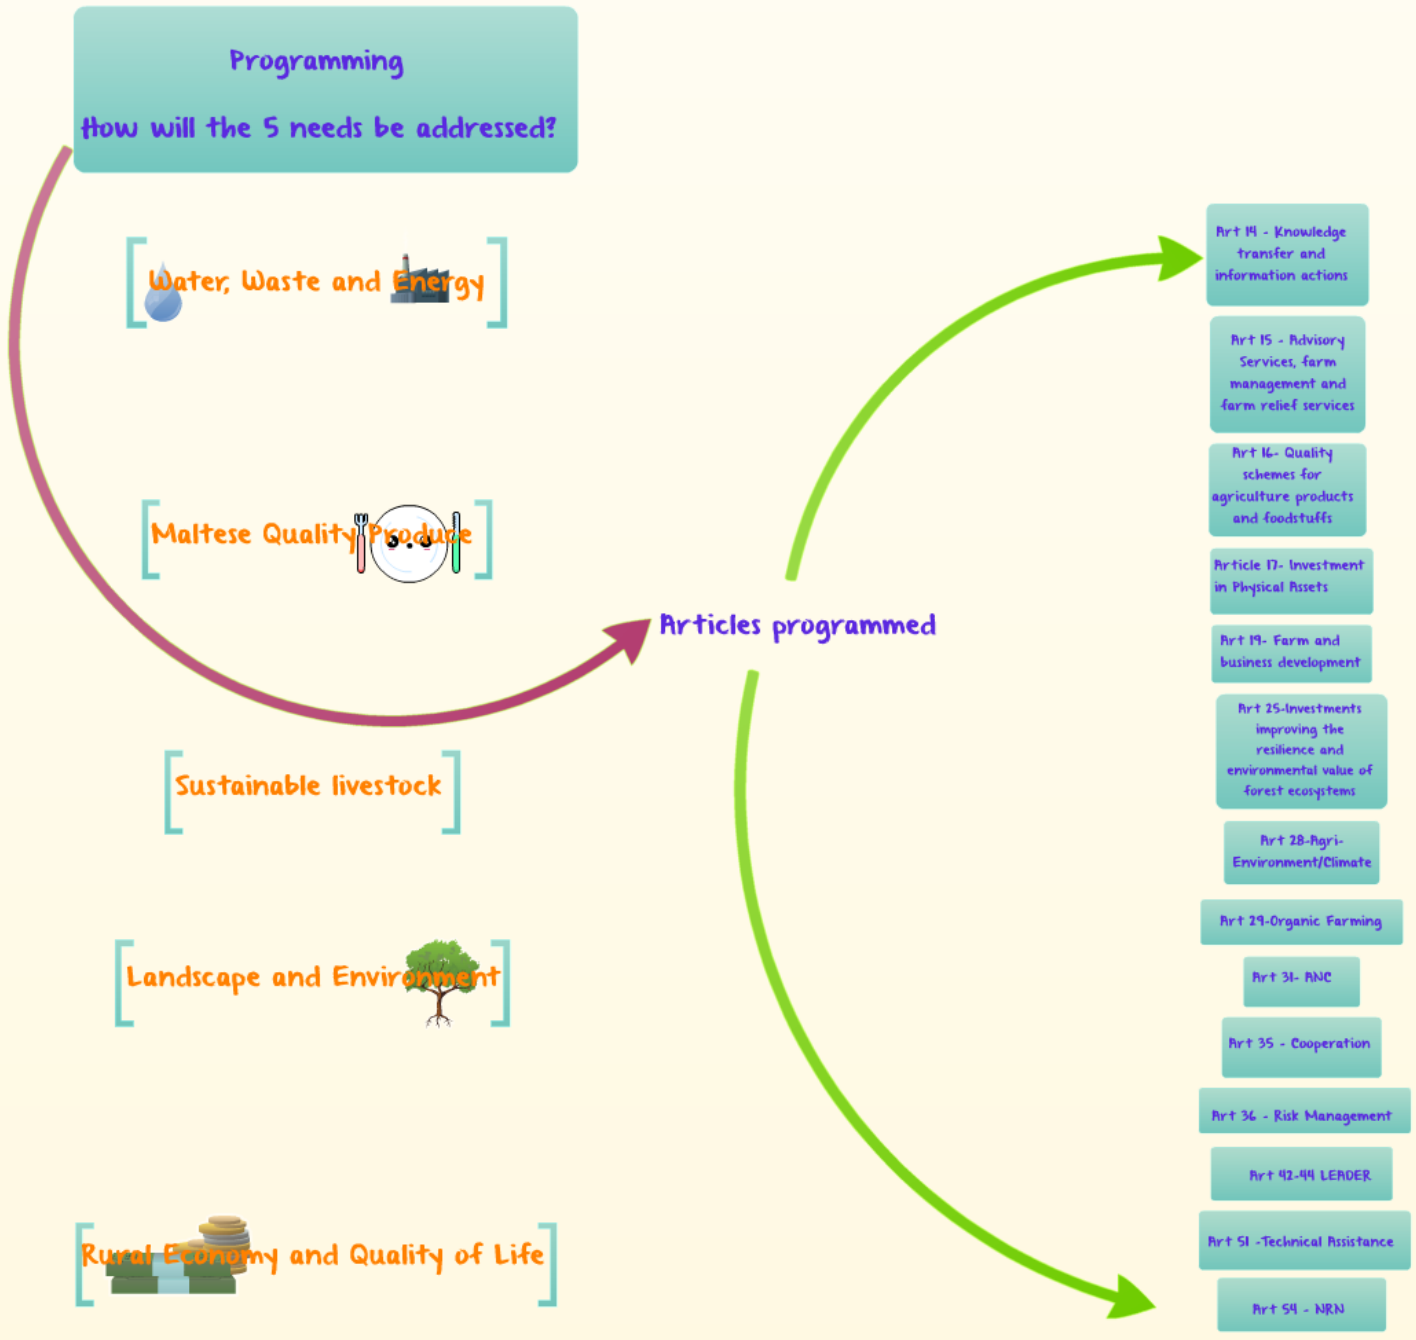 Programming
How will the 5 needs be addressed?
Water, Waste and Energy
Maltese Quality Produce
Sustainable livestock
Landscape and Environment
Rural Economy and Quality of Life
Articles programmed
Art 14 - Knowledge
transfer and
information actions
Art 15 - Advisory
Services, farm
management and
farm relief services
Art 16- Quality
schemes for
agriculture products
and foodstuffs
Article 17- Investment
in Physical Assets
Art 19- Farm and
business development
Art 25-Investments
improving the
resilience and
environmental value of
forest ecosystems
Art 28-Agri-
Environment/Climate
Art 29-Organic Farming
Art 31- ANC
Art 35 - Cooperation
Art 36 - Risk Management
Art 42-44 LEADER
Art 51 -Technical Assistance
Art 54 - NRN